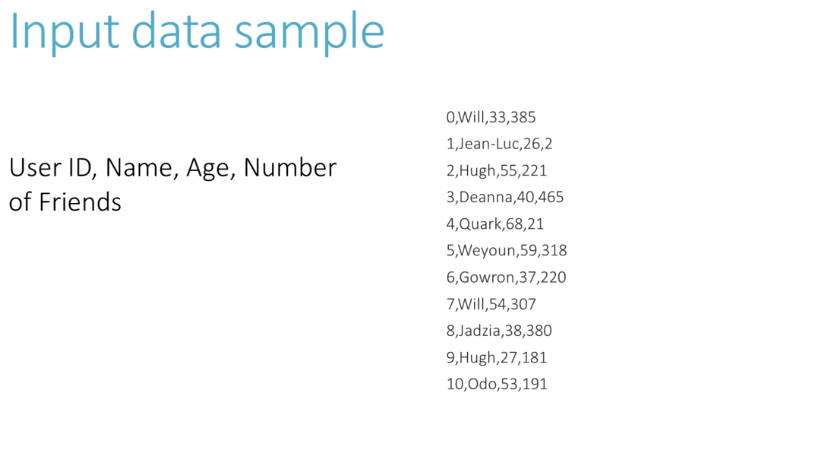 Input data sample
User ID, Name, Age, Number
of Friends
0,Will,33,385
1,Jean-Luc,26,2
2,Hugh,55,221
3,Deanna,40,465
4,Quark,68,21
5,Weyoun,59,318
6,Gowron,37,220
7,Will,54,307
8,Jadzia,38,380
9,Hugh,27,181
10,Odo,53,191